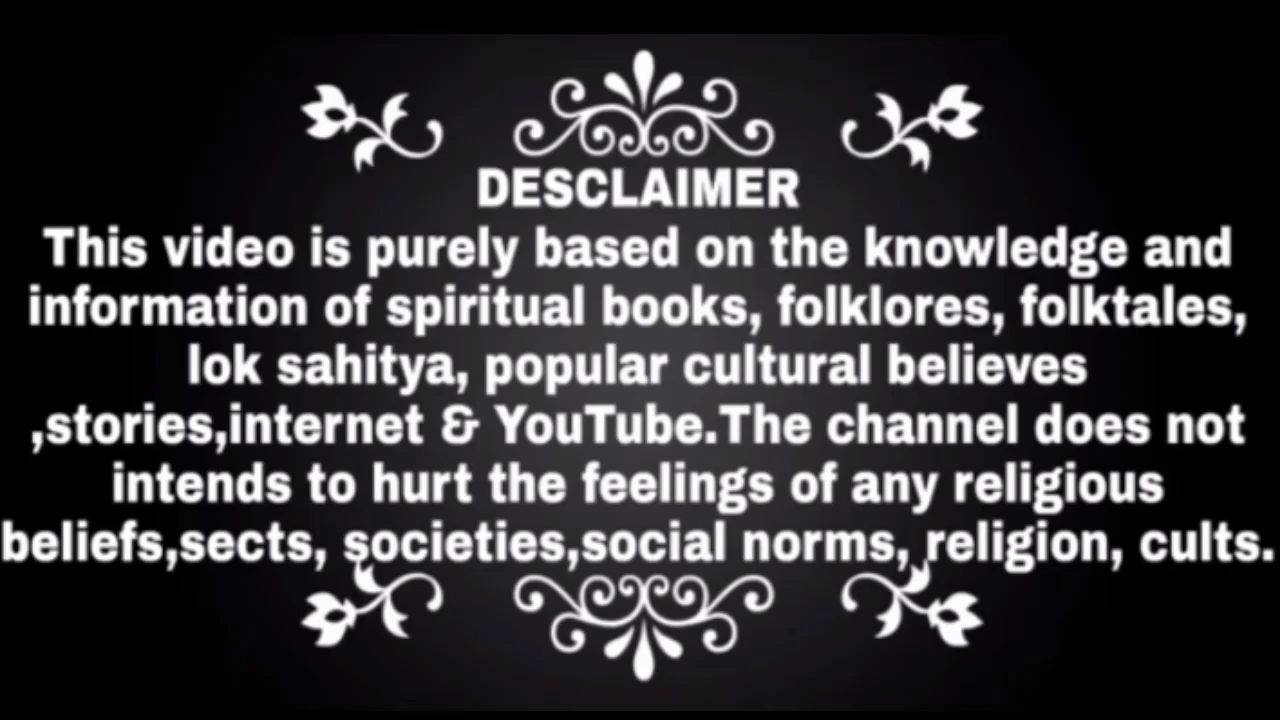 DESCLAIMER
This video is purely based on the knowledge and
information of spiritual books, folklores, folktales,
lok sahitya, popular cultural believes
,stories,internet & YouTube.The channel does not
intends to hurt the feelings of any religious
beliefs,sects, societies,social norms, religion, cults.